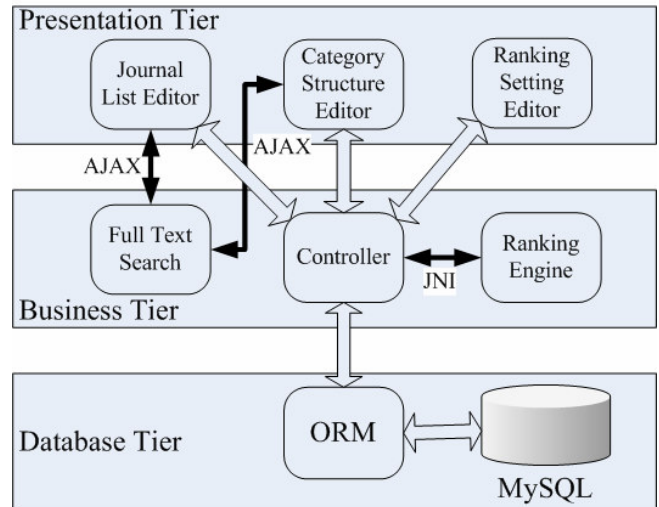 Presentation Tier
Journal
List Editor
Category
Structure
Editor
Ranking
Setting
Editor
AJAX
AJAX
Full Text
Search
Controller
Ranking
Engine
JNI
Business Tier
ORM
Database Tier
MySQL